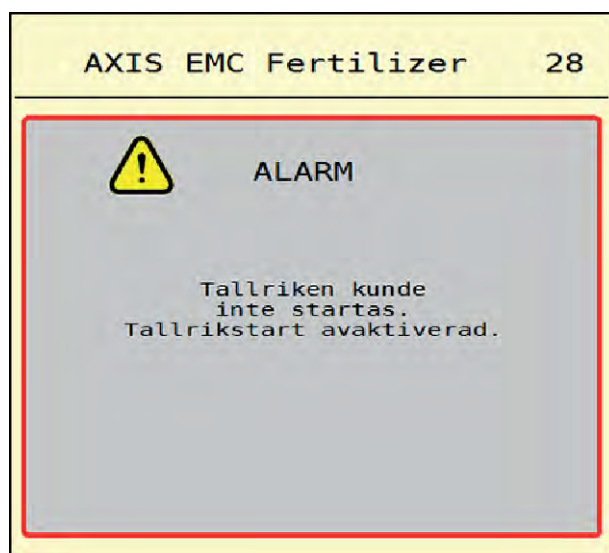 AXIS EMC Fertilizer 28
ALARM
Tallriken kunde
inte startas.
Tallrikstart avaktiverad.